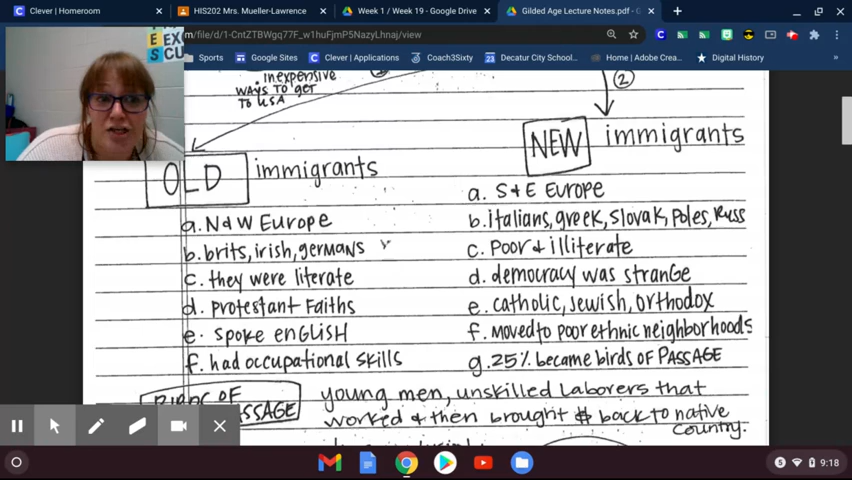 Clever | Homeroom
HIS202 Mrs. Mueller-Lawrence
Week 1 / Week 19 - Google Drive
Gilded Age Lecture Notes.pdf - G
file/d/1-CntZTBWgq77F_w1huFjmP5NazyLhnaj/view
Sports
Google Sites
Clever | Applications
Coach3Sixty
Decatur City School...
Home | Adobe Crea...
Digital History
EX
E
S
CU
inexpensive
WAYS TO GET
TO USA
2
OLD immigrants
NEW immigrants
a. N & W Europe
b. brits, irish, germans
c. they were literate
d. Protestant Faiths
e. spoke ENGLISH
f. had occupational skills
a. S & E Europe
b. italians, greek, Slovak, Poles, Russ
c. Poor & illiterate
d. democracy was stranGe
e. catholic, Jewish, Orthodox
f. moved to poor ethnic neighborhoods
g. 25% became birds of PASSAGE
BIRDS OF
PASSAGE
young men, unskilled Laborers that
worked & then brought $ back to native
country.
5
9:18